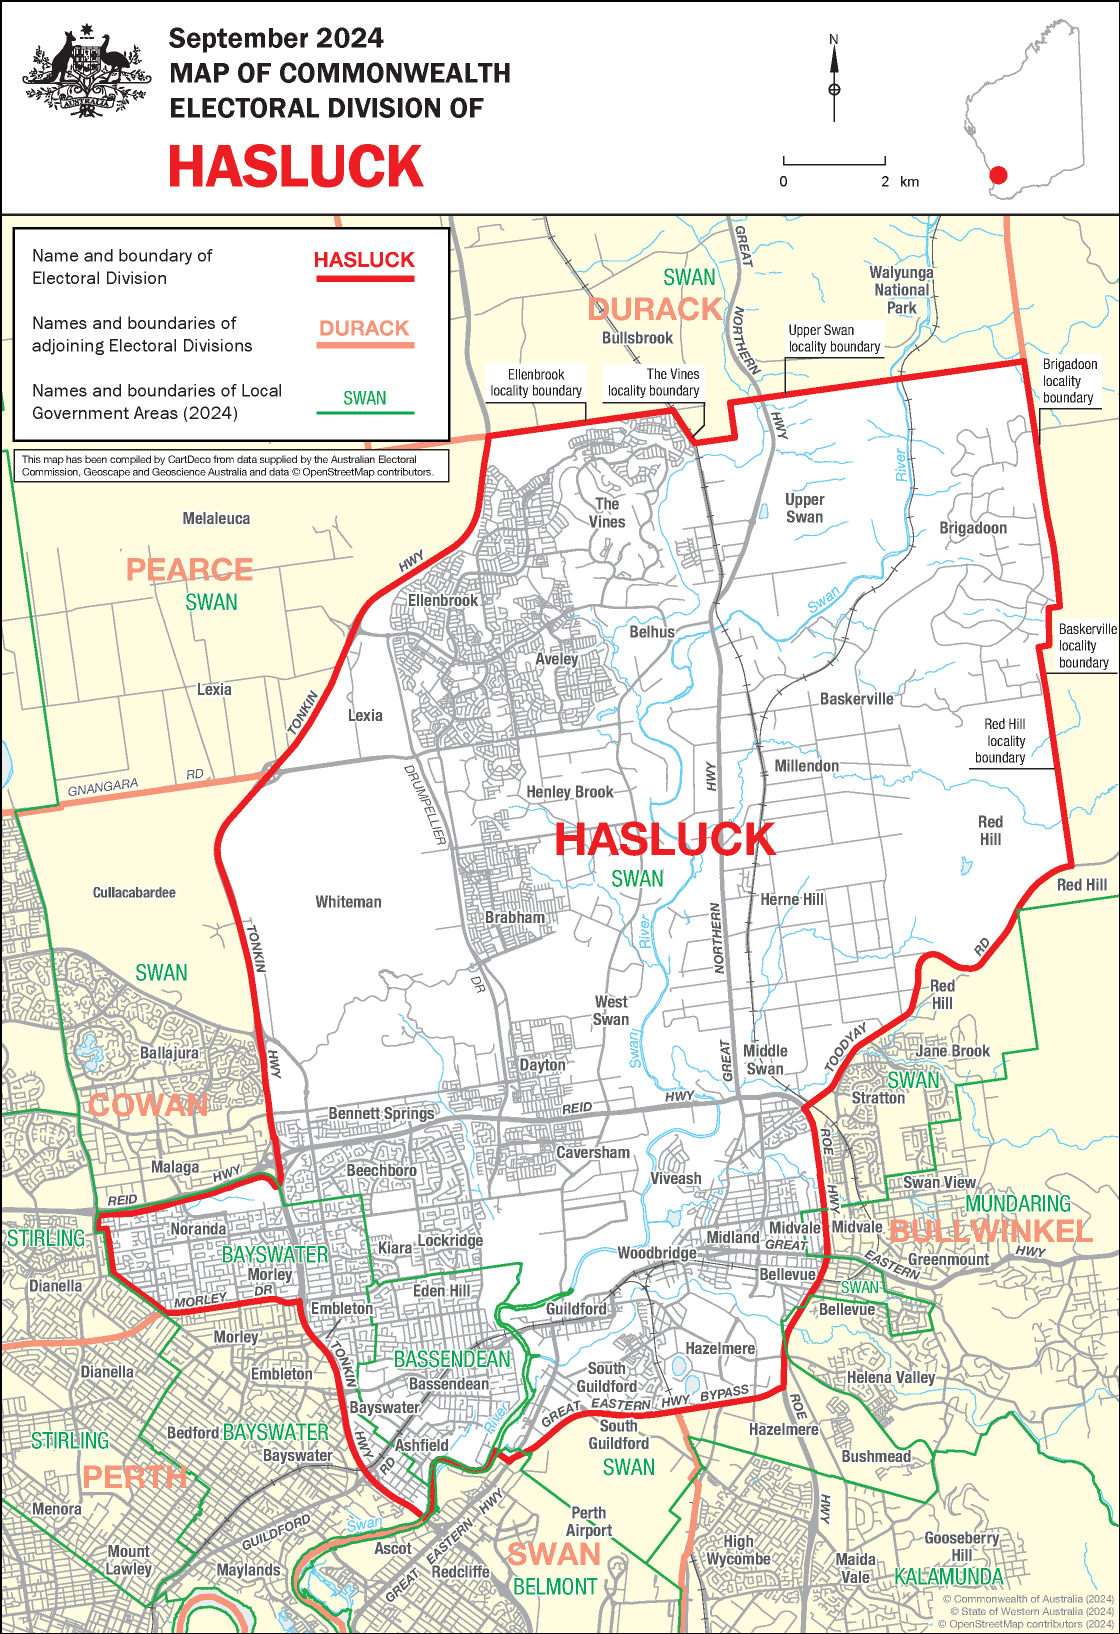 September 2024
MAP OF COMMONWEALTH
ELECTORAL DIVISION OF
HASLUCK
AUSTRALIA
N
0 2 km
Name and boundary of
Electoral Division
HASLUCK
Names and boundaries of
adjoining Electoral Divisions
DURACK
Names and boundaries of Local
Government Areas (2024)
SWAN
This map has been compiled by CartDeco from data supplied by the Australian Electoral
Commission, Geoscape and Geoscience Australia and data © OpenStreetMap contributors.
GREAT
SWAN
DURACK
Bullsbrook
NORTHERN
HWY
Walyunga
National
Park
Upper Swan
locality boundary
Ellenbrook
locality boundary
The Vines
locality boundary
Brigadoon
locality
boundary
River
Melaleuca
PEARCE
SWAN
HWY
The
Vines
Upper
Swan
Brigadoon
Ellenbrook
Swan
Belhus
Baskerville
locality
boundary
Aveley
Lexia
TONKIN
Lexia
Baskerville
Red Hill
locality
boundary
GNANGARA
RD
DRUMPELLIER
HWY
Millendon
Henley Brook
HASLUCK
SWAN
Red
Hill
Red Hill
Cullacabardee
Whiteman
Brabham
Herne Hill
TONKIN
River
NORTHERN
RD
SWAN
DR
Red
Hill
West
Swan
Swan
Ballajura
HWY
Dayton
GREAT
Middle
Swan
TOODYAY
Jane Brook
SWAN
Stratton
COWAN
Bennett Springs
REID
HWY
Malaga
HWY
Beechboro
Caversham
Viveash
ROE
HWY
Swan View
REID
MUNDARING
STIRLING
Noranda
BAYSWATER
Morley
Kiara
Lockridge
Woodbridge
Midland
Midvale
Midvale
BULLWINKEL
GREAT
EASTERN
HWY
Greenmount
Dianella
MORLEY
DR
Embleton
Eden Hill
Guildford
Bellevue
SWAN
Bellevue
Morley
TONKIN
BASSENDEAN
Bassendean
Hazelmere
Dianella
Embleton
South
Guildford
Helena Valley
Bayswater
River
GREAT
EASTERN
HWY
BYPASS
ROE
STIRLING
Bedford
BAYSWATER
Bayswater
HWY
Ashfield
RD
South
Guildford
SWAN
Hazelmere
Bushmead
PERTH
Menora
GUILDFORD
Swan
HWY
Perth
Airport
HWY
Mount
Lawley
Maylands
Ascot
EASTERN
GREAT
Redcliffe
SWAN
BELMONT
High
Wycombe
Maida
Vale
Gooseberry
Hill
KALAMUNDA
© Commonwealth of Australia (2024)
© State of Western Australia (2024)
© OpenStreetMap contributors (2024)